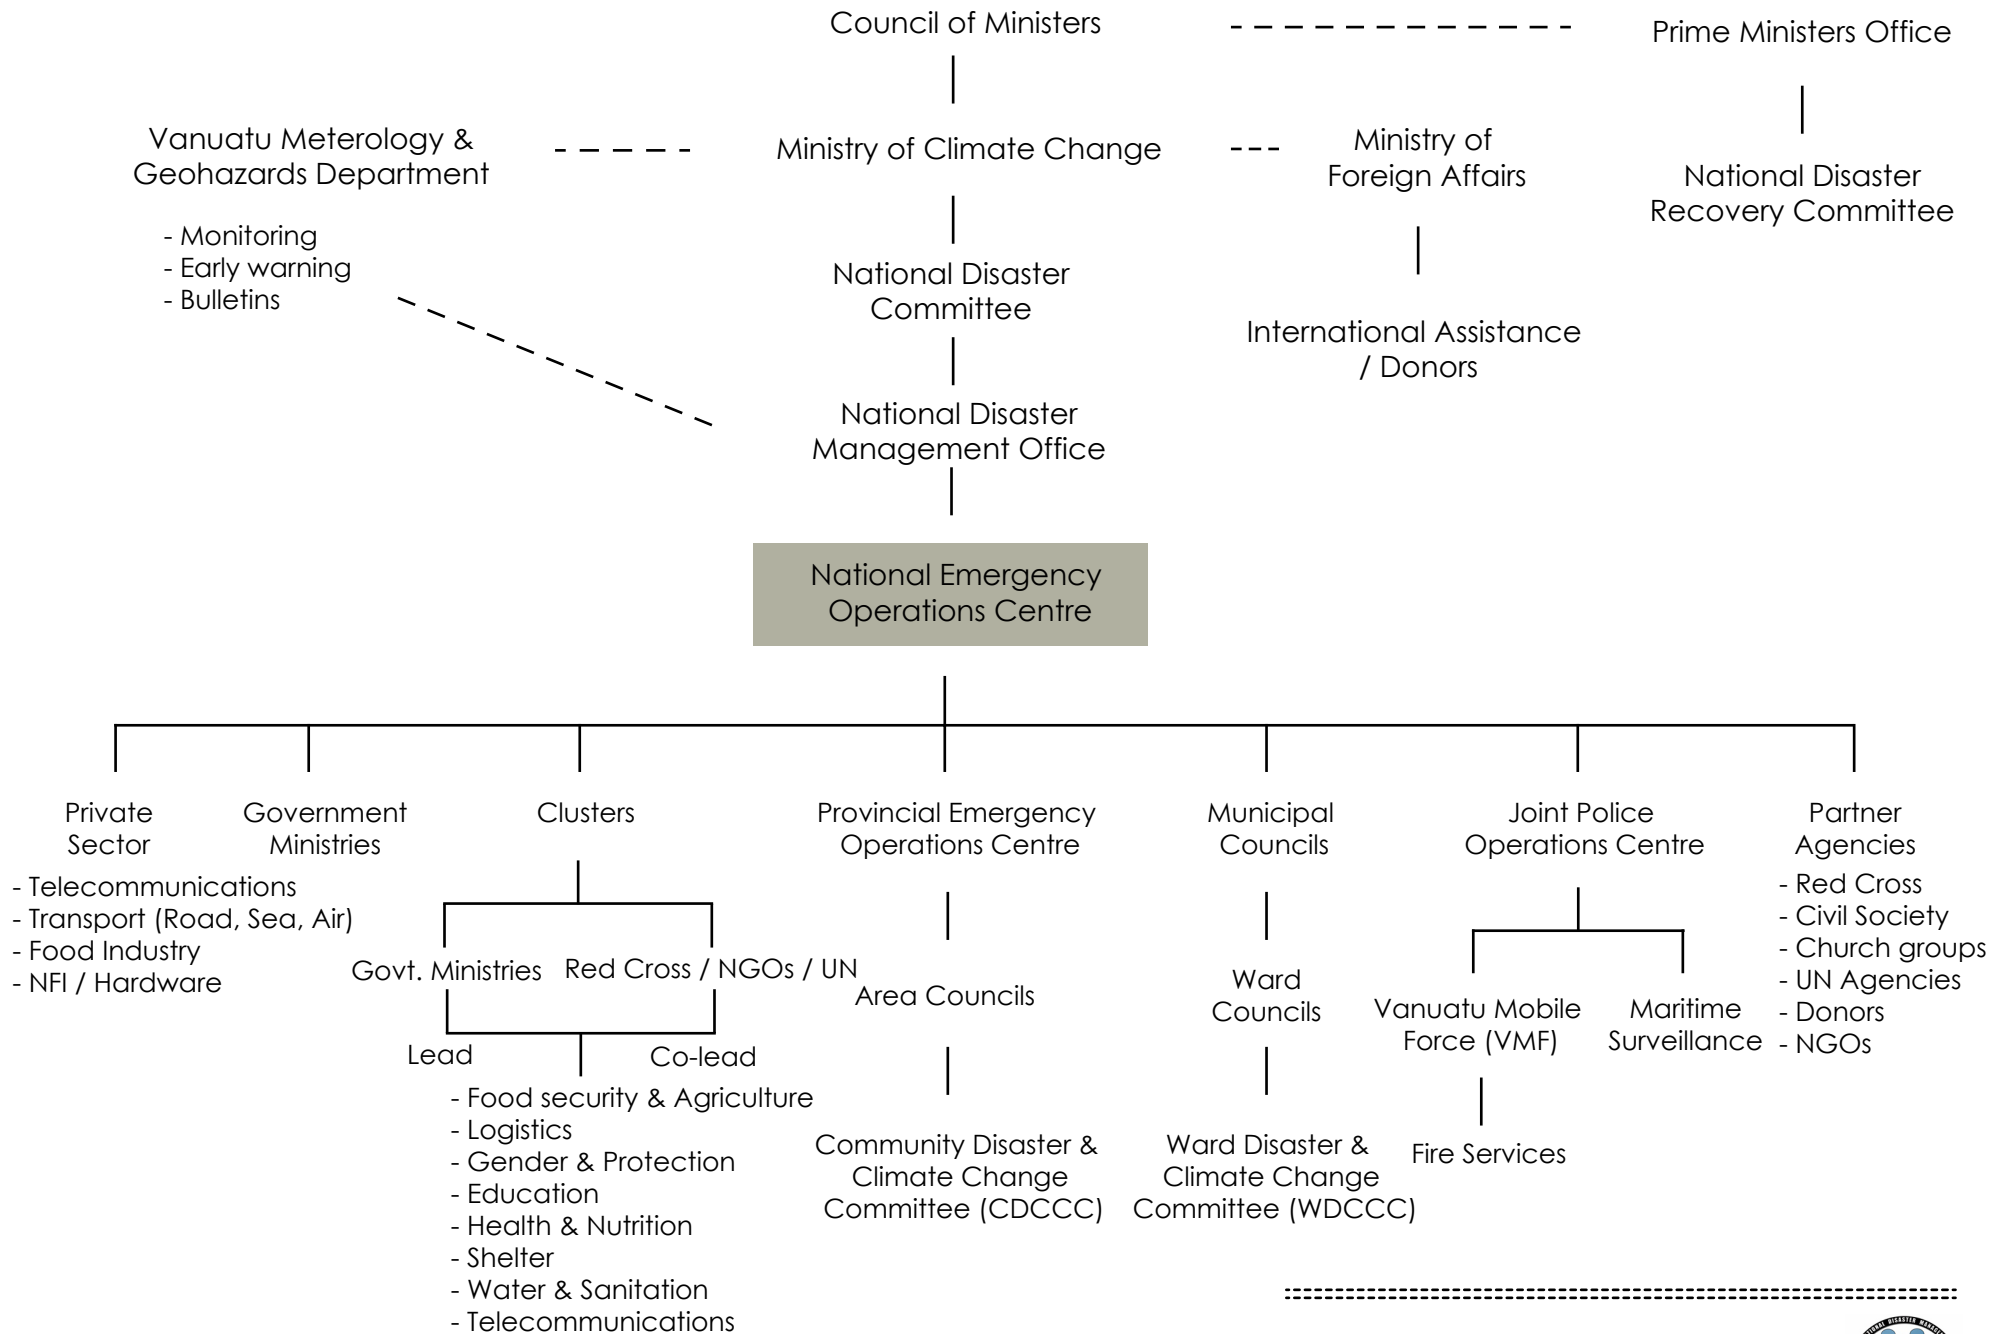 Council of Ministers
Prime Ministers Office
Vanuatu Meterology &
Geohazards Department
- Monitoring
- Early warning
- Bulletins
Ministry of Climate Change
Ministry of
Foreign Affairs
National Disaster
Recovery Committee
National Disaster
Committee
International Assistance
/ Donors
National Disaster
Management Office
National Emergency
Operations Centre
Private
Sector
- Telecommunications
- Transport (Road, Sea, Air)
- Food Industry
- NFI / Hardware
Government
Ministries
Clusters
Govt. Ministries
Red Cross / NGOs / UN
Lead
Co-lead
- Food security & Agriculture
- Logistics
- Gender & Protection
- Education
- Health & Nutrition
- Shelter
- Water & Sanitation
- Telecommunications
Provincial Emergency
Operations Centre
Area Councils
Community Disaster &
Climate Change
Committee (CDCCC)
Municipal
Councils
Ward
Councils
Ward Disaster &
Climate Change
Committee (WDCCC)
Joint Police
Operations Centre
Vanuatu Mobile
Force (VMF)
Maritime
Surveillance
Fire Services
Partner
Agencies
- Red Cross
- Civil Society
- Church groups
- UN Agencies
- Donors
- NGOs